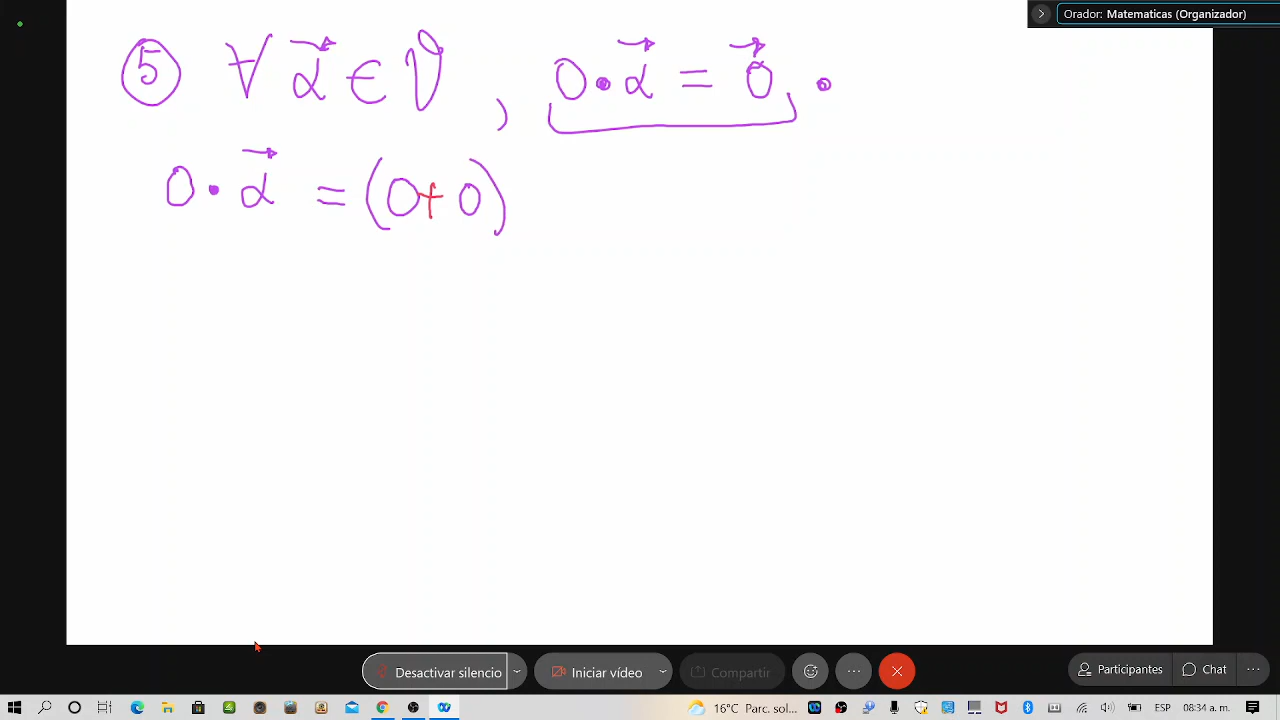 Orador: Matematicas (Organizador)
⑤ ∀ α⃗ ∈ V , 0·α⃗ = 0⃗ .
0·α⃗ = (0+0)
Desactivar silencio
Iniciar vídeo
Compartir
Participantes
Chat
16°C Parc. sol...
ESP
08:34 a. m.